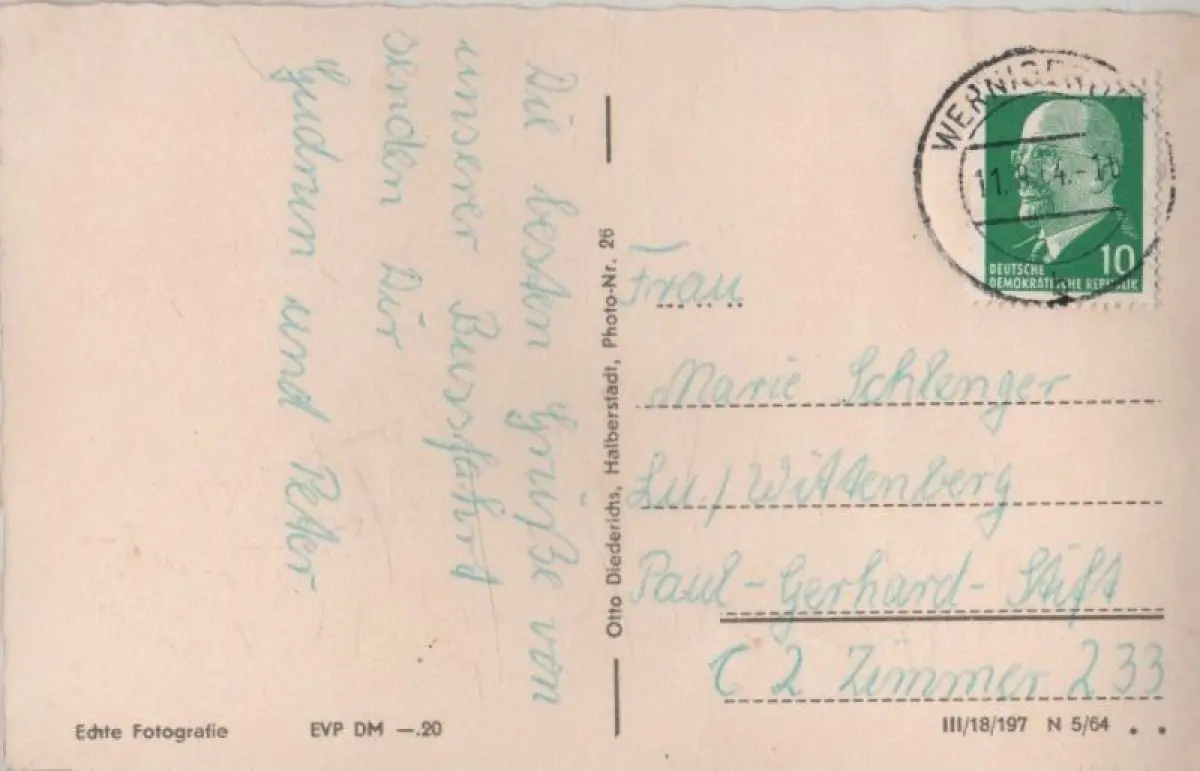 Die besten Grüße von
unserer Bussfahrt
senden Dir
Gudrun und Peter
Otto Diederichs, Halberstadt, Photo-Nr. 26
WERNIGERODE
10
DEUTSCHE
DEMOKRATISCHE REPUBLIK
Frau
Marie Schlenger
Lu./Wittenberg
Paul-Gerhard-Stift
C 2 Zimmer 233
Echte Fotografie
EVP DM —.20
III/18/197 N 5/64